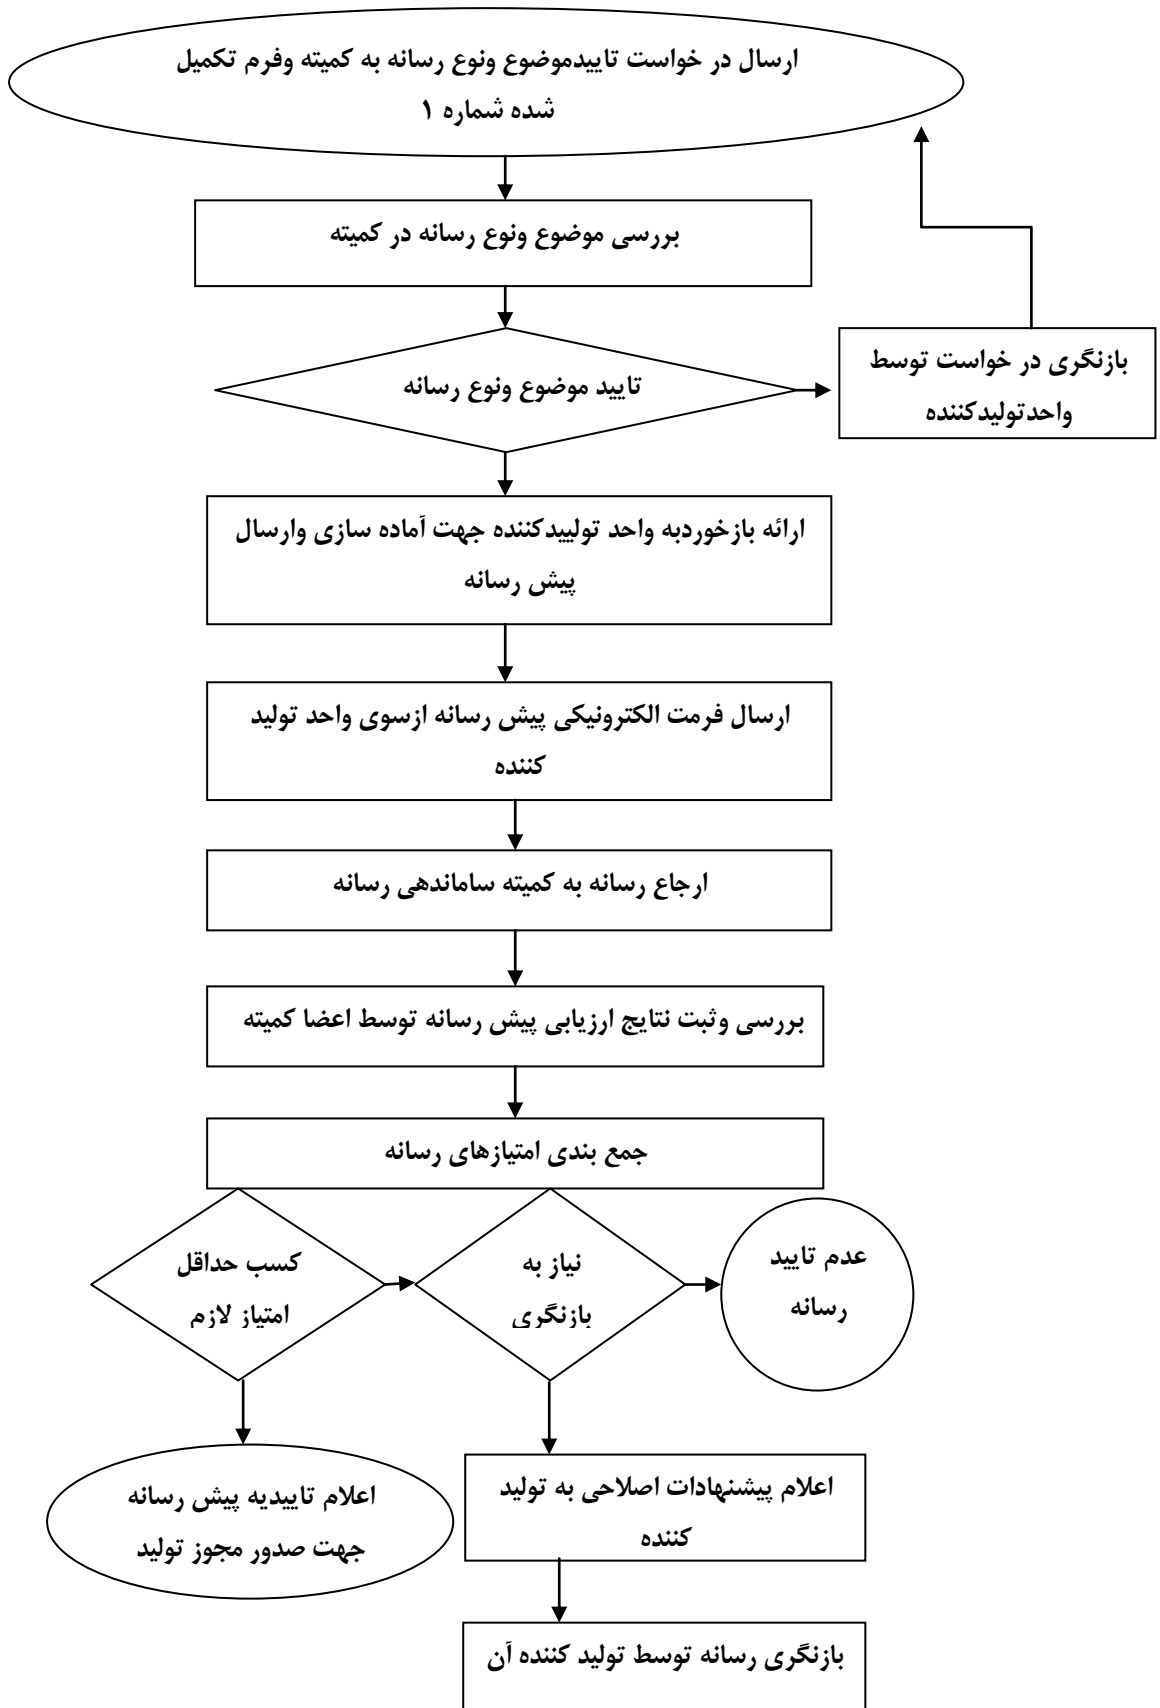 ارسال در خواست تاییدموضوع ونوع رسانه به کمیته وفرم تکمیل
شده شماره ۱
بررسی موضوع ونوع رسانه در کمیته
تایید موضوع ونوع رسانه
بازنگری در خواست توسط
واحدتولیدکننده
ارائه بازخوردبه واحد تولییدکننده جهت آماده سازی وارسال
پیش رسانه
ارسال فرمت الکترونیکی پیش رسانه ازسوی واحد تولید
کننده
ارجاع رسانه به کمیته ساماندهی رسانه
بررسی وثبت نتایج ارزیابی پیش رسانه توسط اعضا کمیته
جمع بندی امتیازهای رسانه
عدم تایید
رسانه
نیاز به
بازنگری
کسب حداقل
امتیاز لازم
اعلام پیشنهادات اصلاحی به تولید
کننده
اعلام تاییدیه پیش رسانه
جهت صدور مجوز تولید
بازنگری رسانه توسط تولید کننده آن